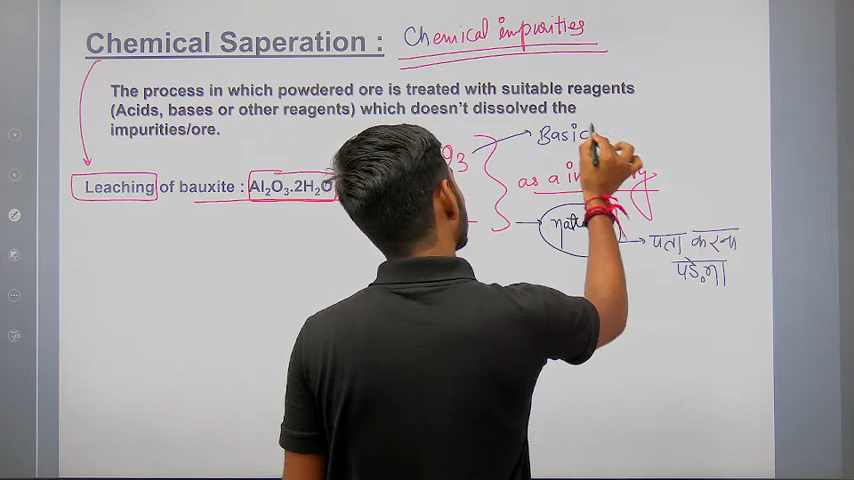 Chemical Saperation : Chemical impurities
The process in which powdered ore is treated with suitable reagents
(Acids, bases or other reagents) which doesn't dissolved the
impurities/ore.
Basic
Leaching of bauxite : Al₂O₃.2H₂O
as a
पता करना
पड़ेगा